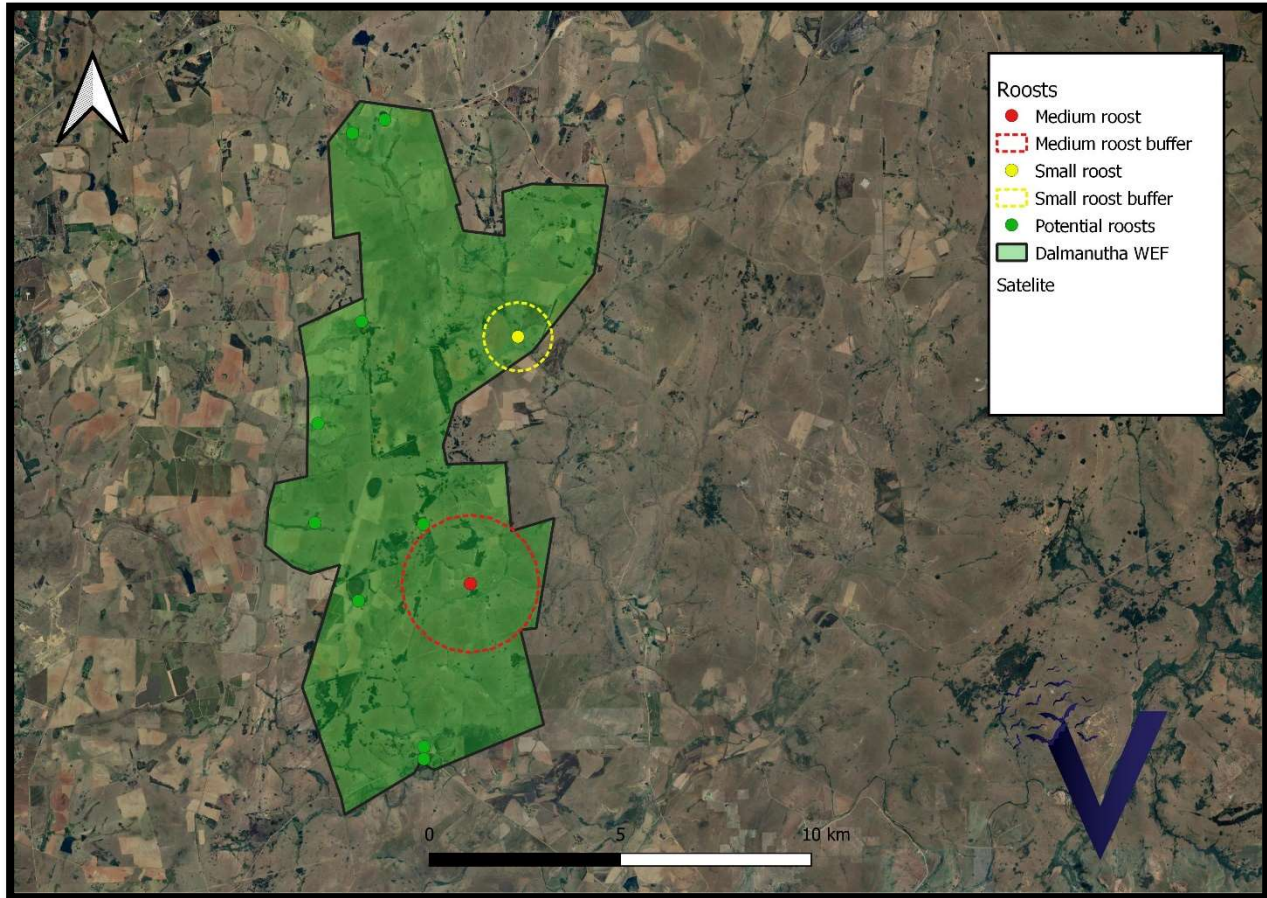 Roosts
Medium roost
Medium roost buffer
Small roost
Small roost buffer
Potential roosts
Dalmanutha WEF
Satelite
0 5 10 km
V